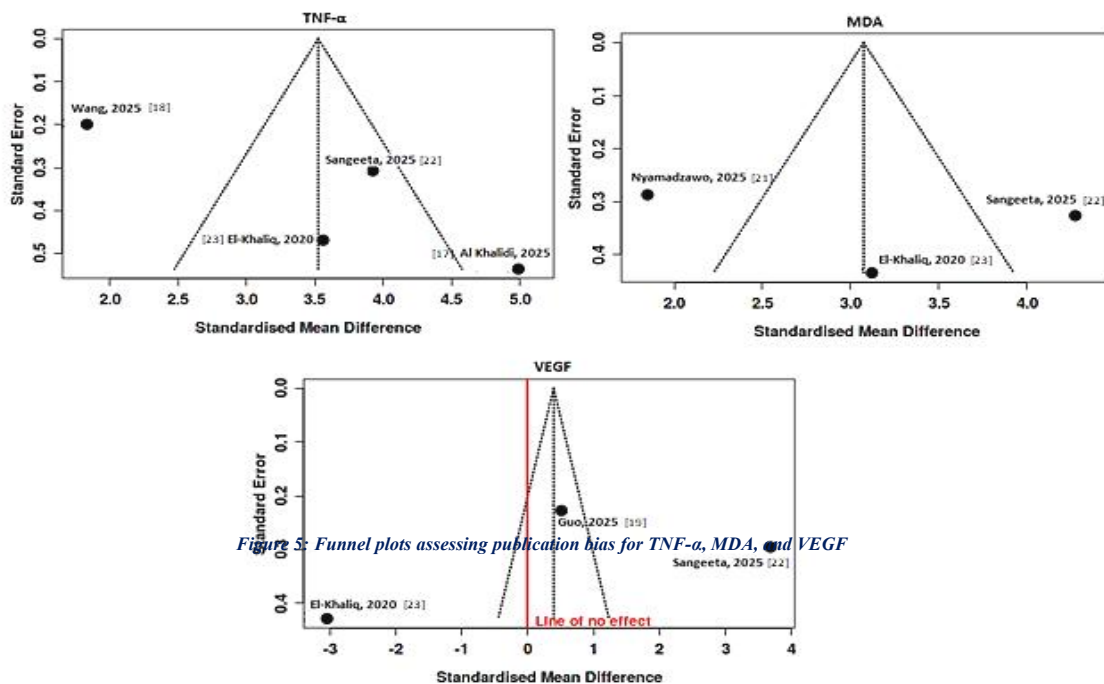 TNF-α
0.0
0.1
0.2
0.3
0.4
0.5
Standard Error
Wang, 2025 [18]
Sangeeta, 2025 [22]
[23] El-Khaliq, 2020
[17] Al Khalidi, 2025
2.0 2.5 3.0 3.5 4.0 4.5 5.0
Standardised Mean Difference
MDA
0.0
0.1
0.2
0.3
0.4
Standard Error
Nyamadzawo, 2025 [21]
Sangeeta, 2025 [22]
El-Khaliq, 2020 [23]
2.0 2.5 3.0 3.5 4.0
Standardised Mean Difference
VEGF
0.0
0.1
0.2
0.3
0.4
Standard Error
Guo, 2025 [19]
Figure 5: Funnel plots assessing publication bias for TNF-α, MDA, and VEGF
Sangeeta, 2025 [22]
El-Khaliq, 2020 [23]
Line of no effect
-3 -2 -1 0 1 2 3 4
Standardised Mean Difference